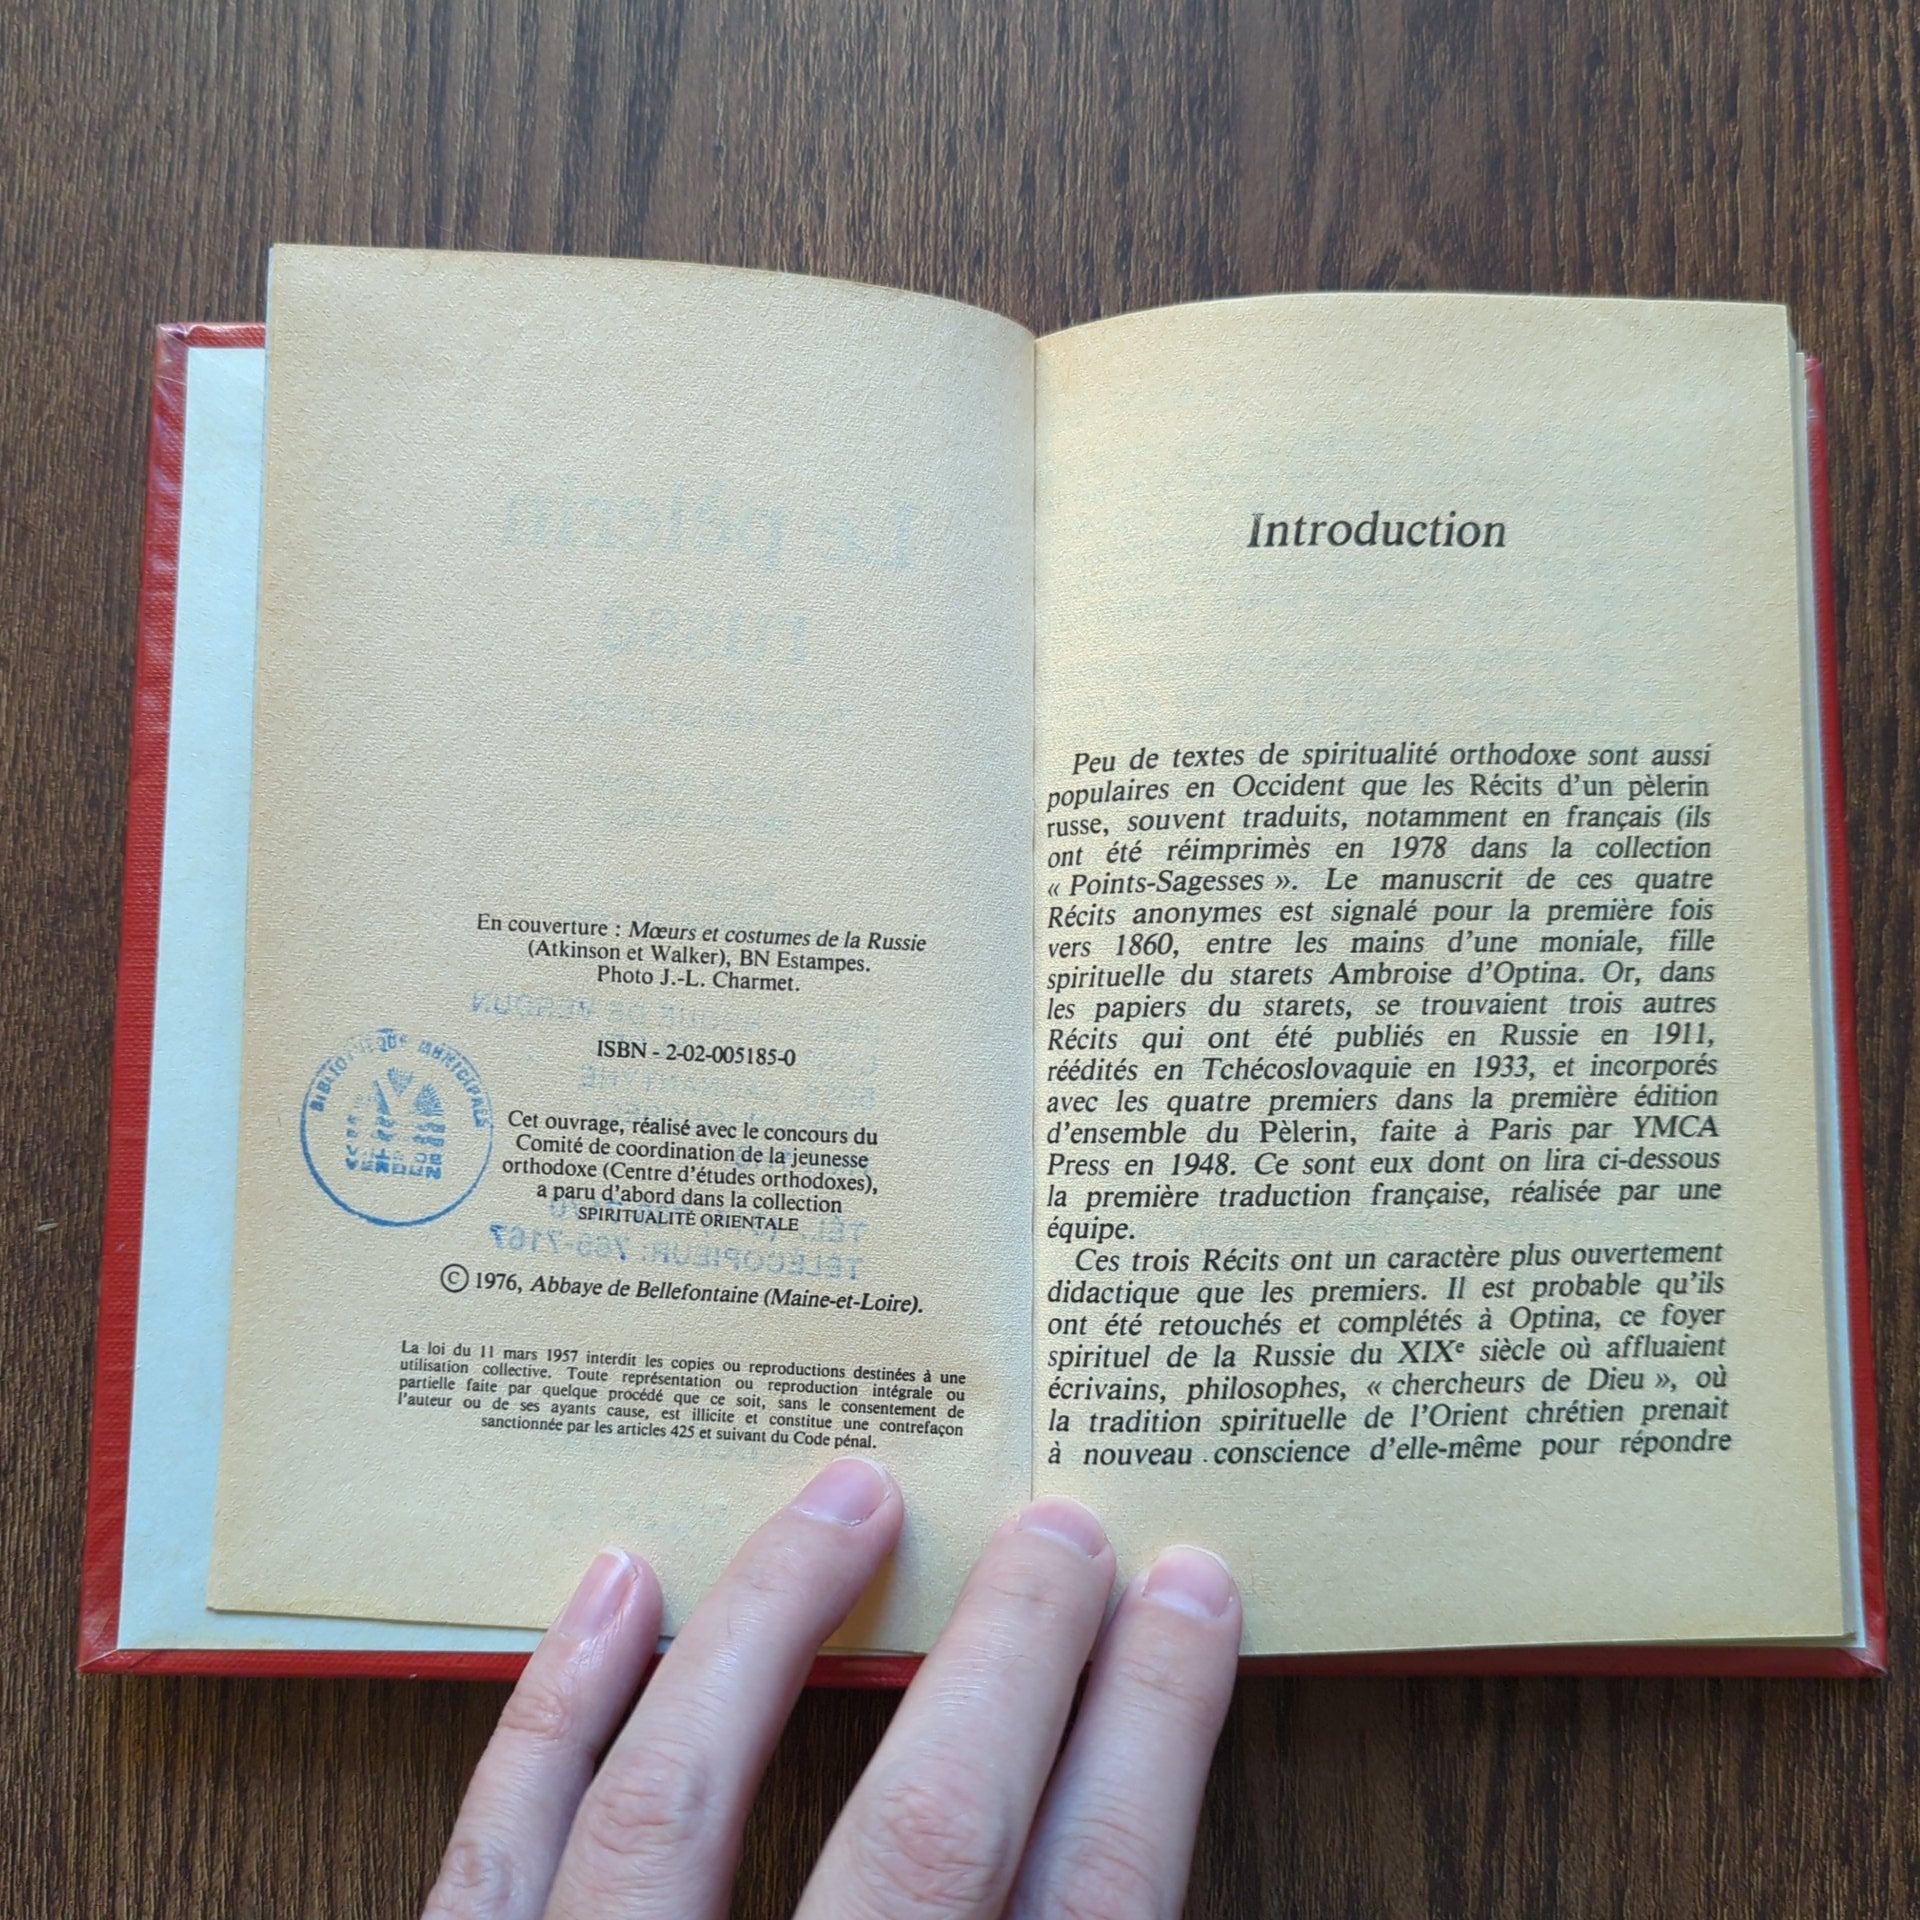 En couverture : Mœurs et costumes de la Russie
(Atkinson et Walker), BN Estampes.
Photo J.-L. Charmet.
ISBN - 2-02-005185-0
BIBLIOTHÈQUE MUNICIPALE
VERDUN
Cet ouvrage, réalisé avec le concours du
Comité de coordination de la jeunesse
orthodoxe (Centre d'études orthodoxes),
a paru d'abord dans la collection
SPIRITUALITÉ ORIENTALE
© 1976, Abbaye de Bellefontaine (Maine-et-Loire).
La loi du 11 mars 1957 interdit les copies ou reproductions destinées à une
utilisation collective. Toute représentation ou reproduction intégrale ou
partielle faite par quelque procédé que ce soit, sans le consentement de
l'auteur ou de ses ayants cause, est illicite et constitue une contrefaçon
sanctionnée par les articles 425 et suivant du Code pénal.
Introduction
Peu de textes de spiritualité orthodoxe sont aussi
populaires en Occident que les Récits d'un pèlerin
russe, souvent traduits, notamment en français (ils
ont été réimprimès en 1978 dans la collection
« Points-Sagesses ». Le manuscrit de ces quatre
Récits anonymes est signalé pour la première fois
vers 1860, entre les mains d'une moniale, fille
spirituelle du starets Ambroise d'Optina. Or, dans
les papiers du starets, se trouvaient trois autres
Récits qui ont été publiés en Russie en 1911,
réédités en Tchécoslovaquie en 1933, et incorporés
avec les quatre premiers dans la première édition
d'ensemble du Pèlerin, faite à Paris par YMCA
Press en 1948. Ce sont eux dont on lira ci-dessous
la première traduction française, réalisée par une
équipe.
Ces trois Récits ont un caractère plus ouvertement
didactique que les premiers. Il est probable qu'ils
ont été retouchés et complétés à Optina, ce foyer
spirituel de la Russie du XIXe siècle où affluaient
écrivains, philosophes, « chercheurs de Dieu », où
la tradition spirituelle de l'Orient chrétien prenait
à nouveau conscience d'elle-même pour répondre